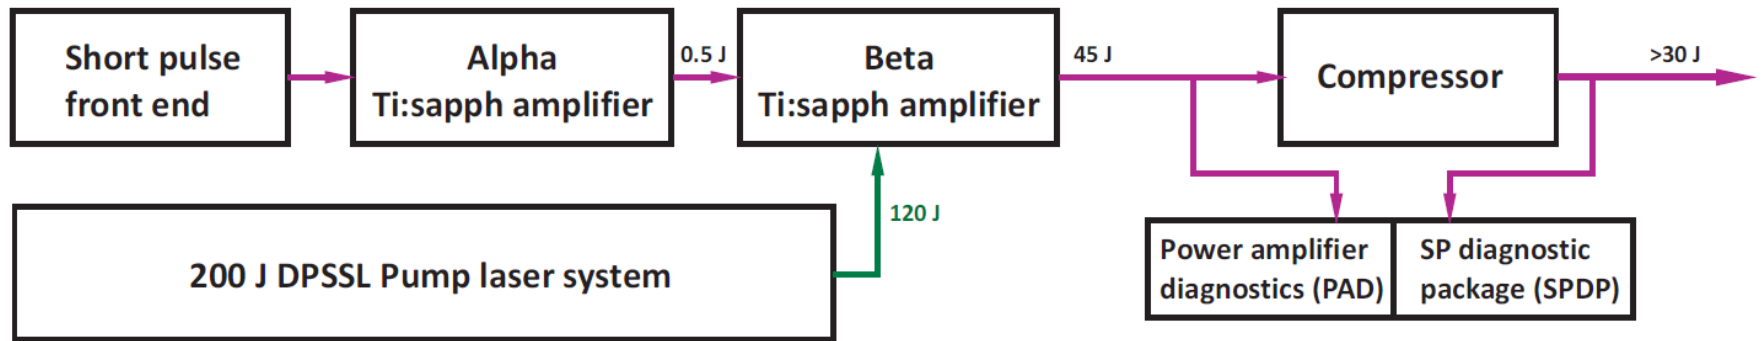 Short pulse
front end
Alpha
Ti:sapph amplifier
0.5 J
Beta
Ti:sapph amplifier
45 J
Compressor
>30 J
200 J DPSSL Pump laser system
120 J
Power amplifier
diagnostics (PAD)
SP diagnostic
package (SPDP)